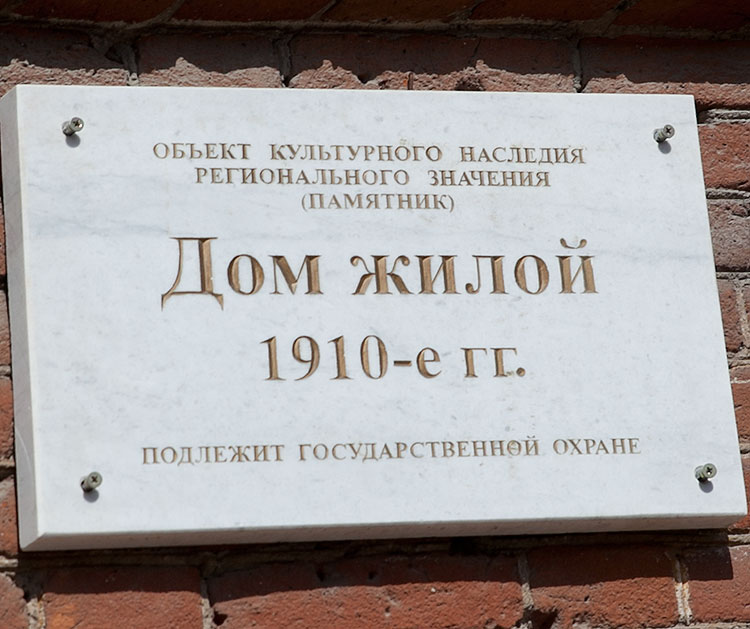 ОБЪЕКТ КУЛЬТУРНОГО НАСЛЕДИЯ
РЕГИОНАЛЬНОГО ЗНАЧЕНИЯ
(ПАМЯТНИК)
Дом жилой
1910-е гг.
ПОДЛЕЖИТ ГОСУДАРСТВЕННОЙ ОХРАНЕ